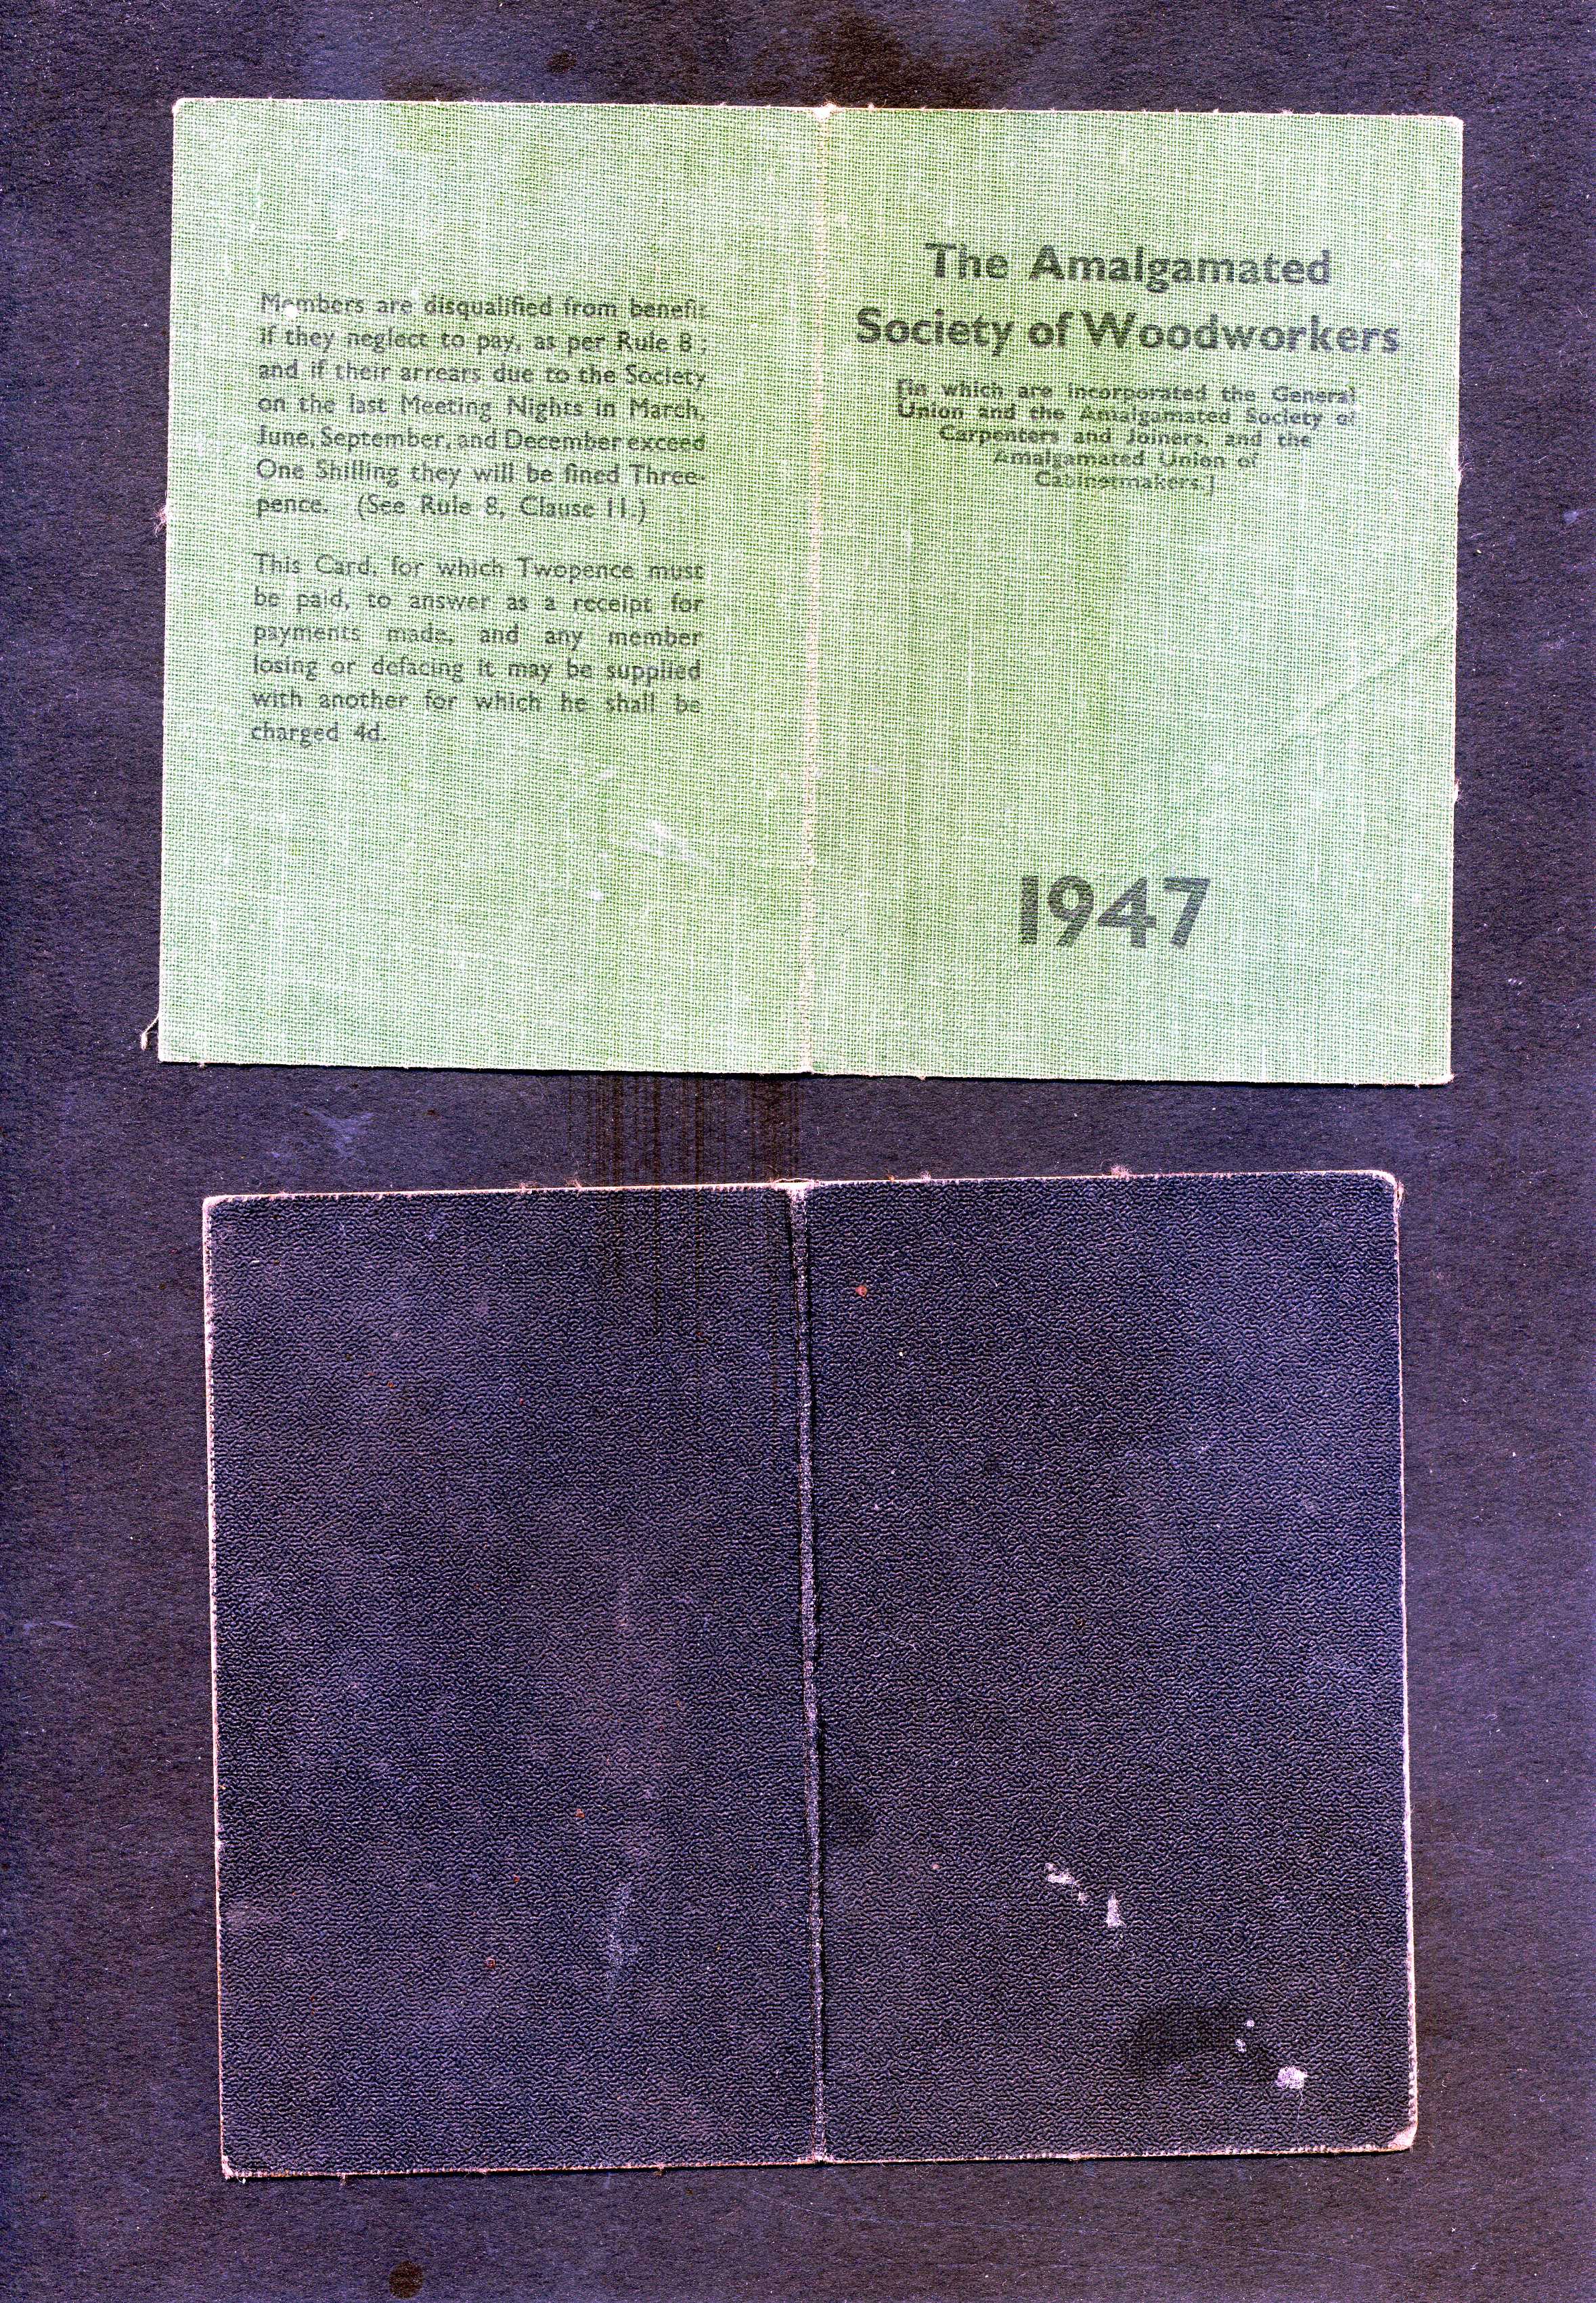 Members are disqualified from benefit
if they neglect to pay, as per Rule 8;
and if their arrears due to the Society
on the last Meeting Nights in March,
June, September, and December exceed
One Shilling they will be fined Three-
pence. (See Rule 8, Clause 11.)
This Card, for which Twopence must
be paid, to answer as a receipt for
payments made, and any member
losing or defacing it may be supplied
with another for which he shall be
charged 4d.
The Amalgamated
Society of Woodworkers
[in which are incorporated the General
Union and the Amalgamated Society of
Carpenters and Joiners, and the
Amalgamated Union of
Cabinetmakers.]
1947